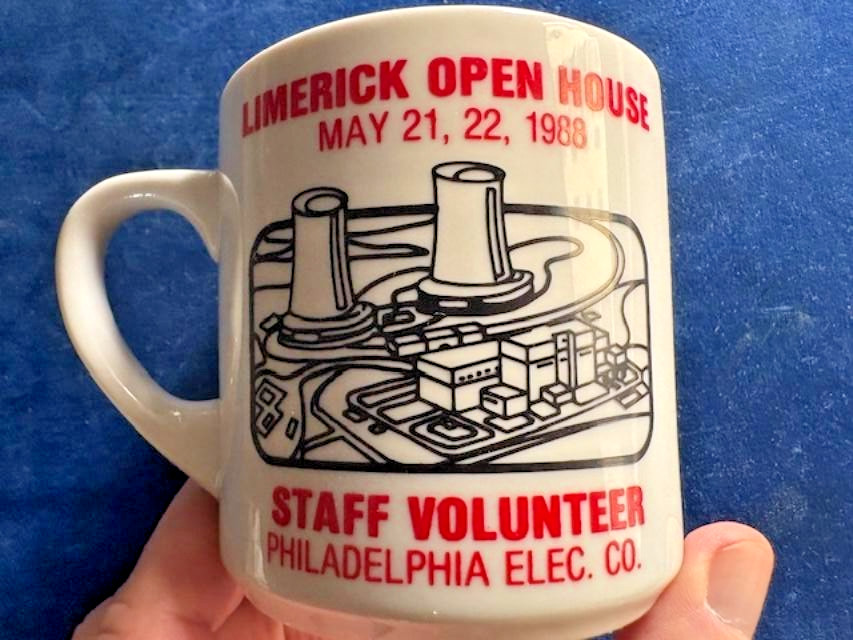 LIMERICK OPEN HOUSE
MAY 21, 22, 1988
STAFF VOLUNTEER
PHILADELPHIA ELEC. CO.